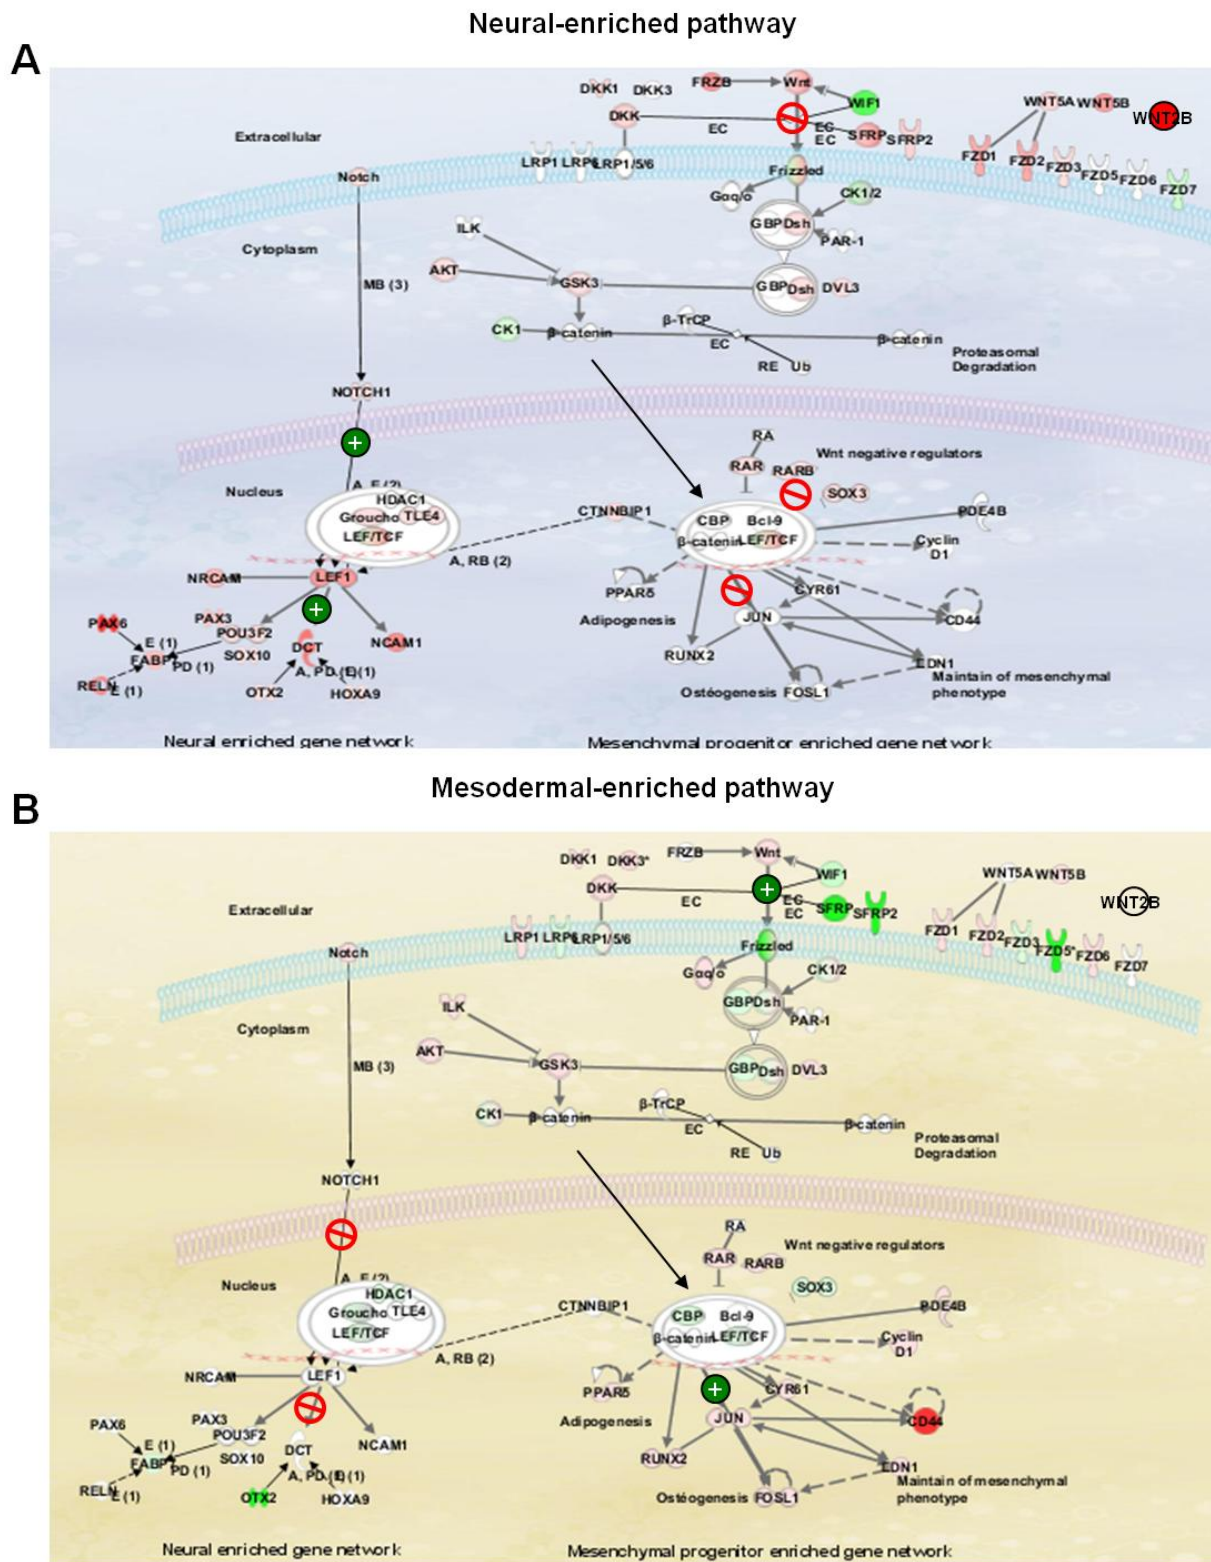 Neural-enriched pathway
A
DKK1 DKK3 FRZB Wnt
WIF1
WNT5A WNT5B WNT2B
DKK EC EC SFRP SFRP2
EC
Extracellular
LRP1 LRP6 LRP1/5/6 Frizzled FZD1 FZD2 FZD3 FZD5 FZD6 FZD7
Notch
Gαq/o CK1/2
GBP Dsh
ILK PAR-1
Cytoplasm
AKT GSK3 GBP Dsh DVL3
MB (3)
CK1 β-catenin β-TrCP EC β-catenin
Proteasomal
Degradation
RE Ub
NOTCH1
RA
RAR RARB
Wnt negative regulators
Nucleus A, E (2)
HDAC1
Groucho TLE4
LEF/TCF
CTNNBIP1
SOX3
CBP Bcl-9
β-catenin LEF/TCF
PDE4B
Cyclin
D1
A, RB (2)
NRCAM LEF1
PPARδ CYR61
PAX6 PAX3
POU3F2
SOX10
E (1)
FABP PD (1)
DCT
NCAM1
Adipogenesis JUN CD44
RELN E (1) A, PD (1)
OTX2 HOXA9
RUNX2 EDN1
Ostéogenesis FOSL1
Maintain of mesenchymal
phenotype
Neural enriched gene network Mesenchymal progenitor enriched gene network
Mesodermal-enriched pathway
B
DKK1 DKK3* FRZB Wnt
WIF1
WNT5A WNT5B WNT2B
DKK EC EC SFRP SFRP2
EC
Extracellular
LRP1 LRP6 LRP1/5/6 Frizzled FZD1 FZD2 FZD3 FZD5* FZD6 FZD7
Notch
Gαq/o CK1/2
GBP Dsh
ILK PAR-1
Cytoplasm
AKT GSK3 GBP Dsh DVL3
MB (3)
CK1 β-catenin β-TrCP EC β-catenin
Proteasomal
Degradation
RE Ub
NOTCH1
RA
RAR RARB
Wnt negative regulators
Nucleus A, E (2)
HDAC1
Groucho TLE4
LEF/TCF
CTNNBIP1
SOX3
CBP Bcl-9
β-catenin LEF/TCF
PDE4B
Cyclin
D1
A, RB (2)
NRCAM LEF1
PPARδ CYR61
PAX6 PAX3
POU3F2
SOX10
E (1)
FABP PD (1)
DCT
NCAM1
Adipogenesis JUN CD44
RELN E (1) A, PD (1)
OTX2 HOXA9
RUNX2 EDN1
Ostéogenesis FOSL1
Maintain of mesenchymal
phenotype
Neural enriched gene network Mesenchymal progenitor enriched gene network